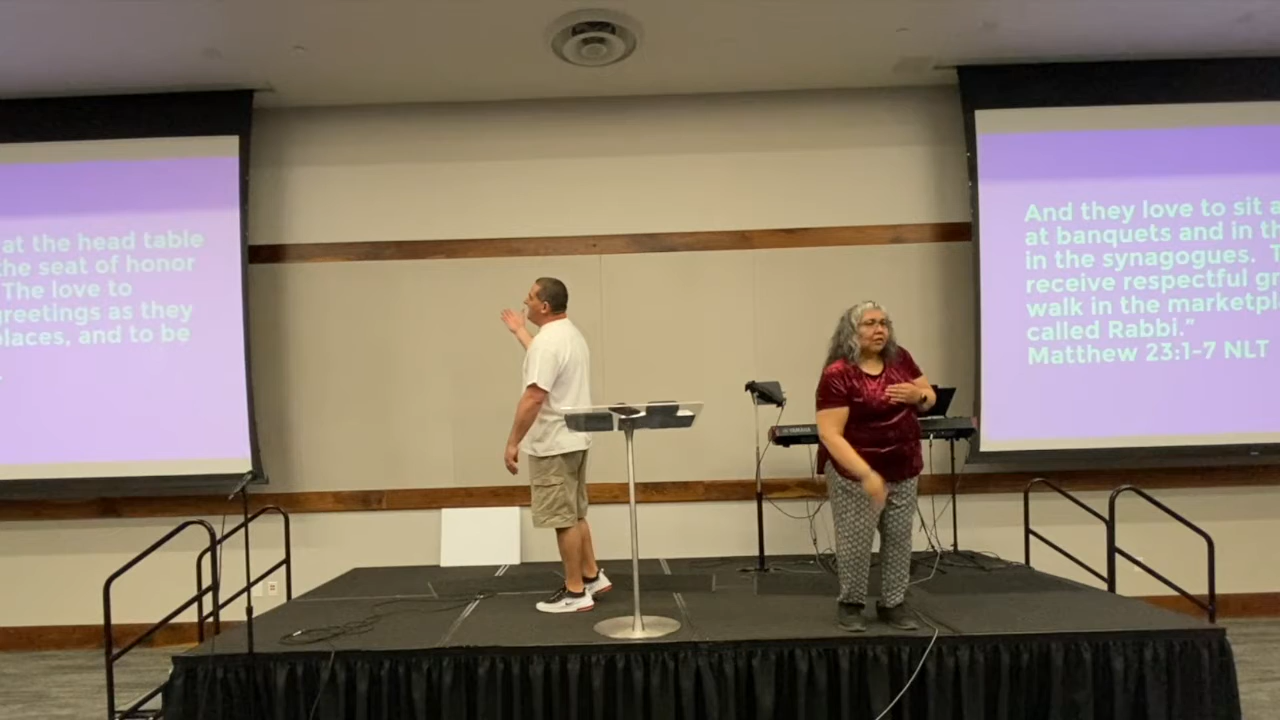 at the head table
the seat of honor
The love to
greetings as they
places, and to be
And they love to sit a
at banquets and in th
in the synagogues. T
receive respectful gr
walk in the marketpl
called Rabbi.”
Matthew 23:1-7 NLT
YAMAHA